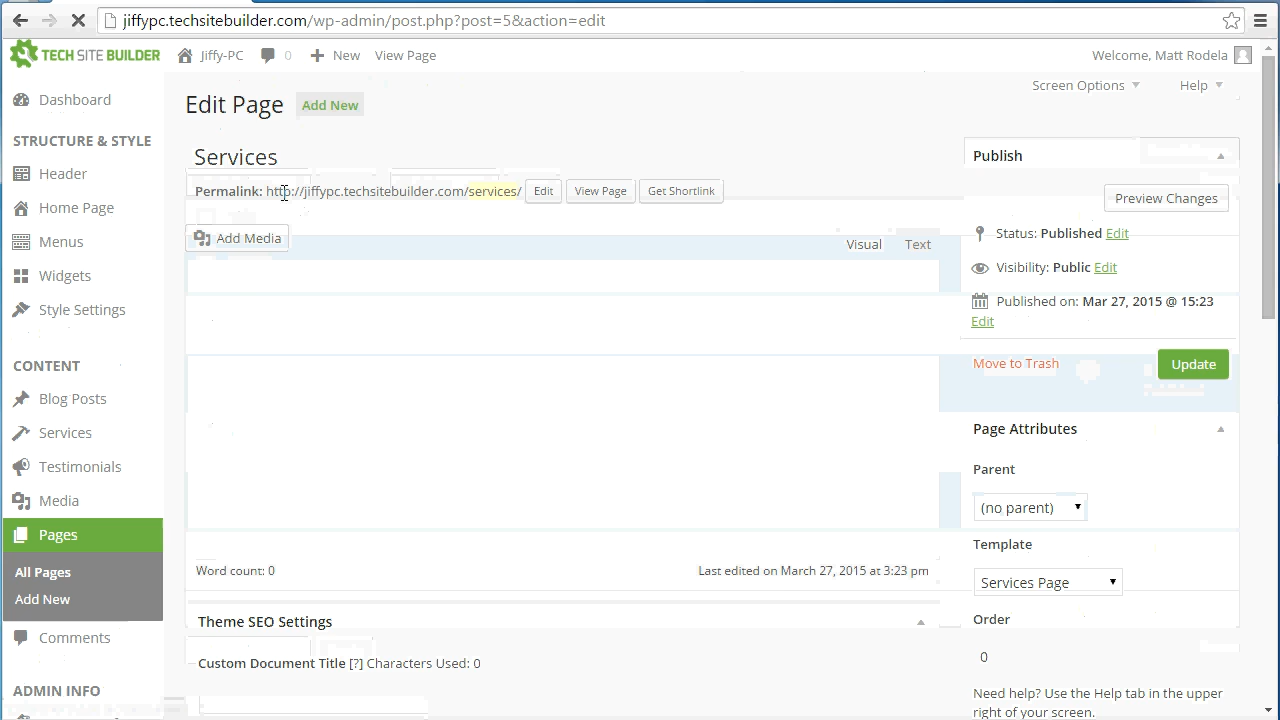 jiffypc.techsitebuilder.com/wp-admin/post.php?post=5&action=edit
TECH SITE BUILDER
Jiffy-PC
0
New
View Page
Welcome, Matt Rodela
Screen Options
Help
Dashboard
STRUCTURE & STYLE
Header
Home Page
Menus
Widgets
Style Settings
CONTENT
Blog Posts
Services
Testimonials
Media
Pages
All Pages
Add New
Comments
ADMIN INFO
Edit Page
Add New
Services
Permalink: http://jiffypc.techsitebuilder.com/services/
Edit
View Page
Get Shortlink
Add Media
Visual
Text
Word count: 0
Last edited on March 27, 2015 at 3:23 pm
Theme SEO Settings
Custom Document Title [?] Characters Used: 0
Publish
Preview Changes
Status: Published Edit
Visibility: Public Edit
Published on: Mar 27, 2015 @ 15:23
Edit
Move to Trash
Update
Page Attributes
Parent
(no parent)
Template
Services Page
Order
0
Need help? Use the Help tab in the upper
right of your screen.